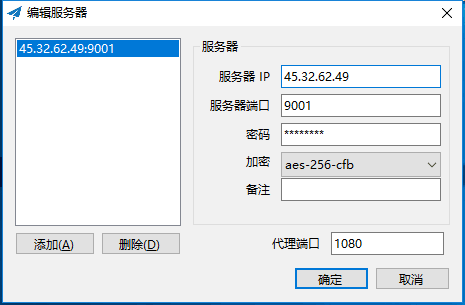 编辑服务器
45.32.62.49:9001
服务器
服务器 IP 45.32.62.49
服务器端口 9001
密码 ********
加密 aes-256-cfb
备注
添加(A) 删除(D)
代理端口 1080
确定 取消